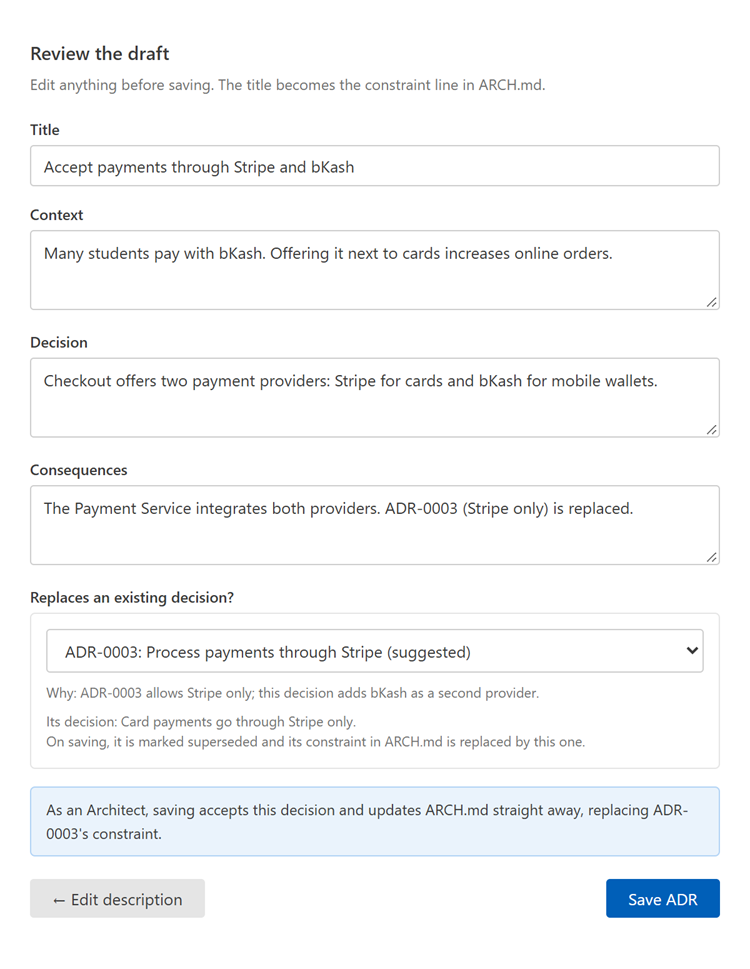 Review the draft
Edit anything before saving. The title becomes the constraint line in ARCH.md.
Title
Accept payments through Stripe and bKash
Context
Many students pay with bKash. Offering it next to cards increases online orders.
Decision
Checkout offers two payment providers: Stripe for cards and bKash for mobile wallets.
Consequences
The Payment Service integrates both providers. ADR-0003 (Stripe only) is replaced.
Replaces an existing decision?
ADR-0003: Process payments through Stripe (suggested)
Why: ADR-0003 allows Stripe only; this decision adds bKash as a second provider.
Its decision: Card payments go through Stripe only.
On saving, it is marked superseded and its constraint in ARCH.md is replaced by this one.
As an Architect, saving accepts this decision and updates ARCH.md straight away, replacing ADR-
0003's constraint.
← Edit description
Save ADR